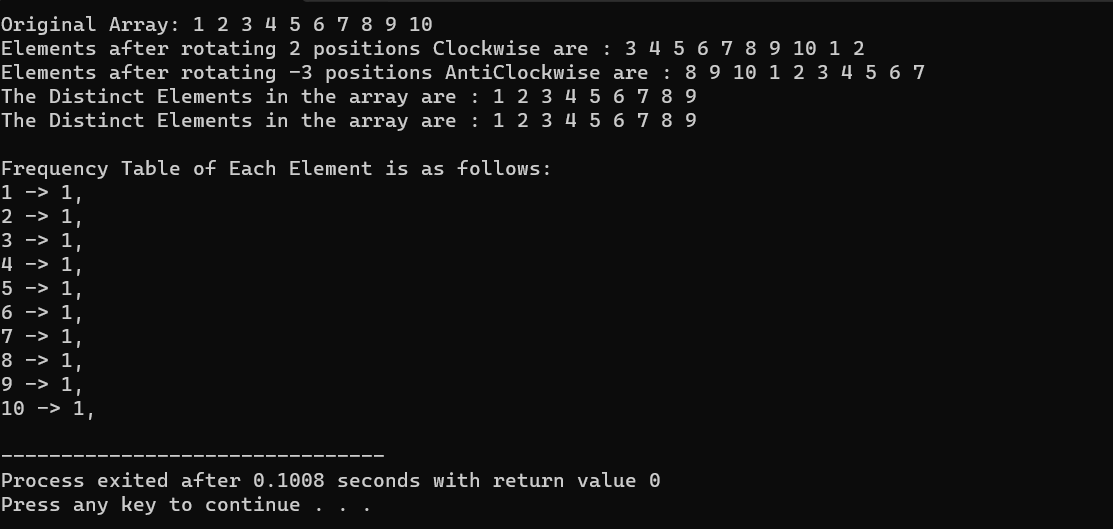 Original Array: 1 2 3 4 5 6 7 8 9 10
Elements after rotating 2 positions Clockwise are : 3 4 5 6 7 8 9 10 1 2
Elements after rotating -3 positions AntiClockwise are : 8 9 10 1 2 3 4 5 6 7
The Distinct Elements in the array are : 1 2 3 4 5 6 7 8 9
The Distinct Elements in the array are : 1 2 3 4 5 6 7 8 9
Frequency Table of Each Element is as follows:
1 -> 1,
2 -> 1,
3 -> 1,
4 -> 1,
5 -> 1,
6 -> 1,
7 -> 1,
8 -> 1,
9 -> 1,
10 -> 1,
--------------------------------
Process exited after 0.1008 seconds with return value 0
Press any key to continue . . .